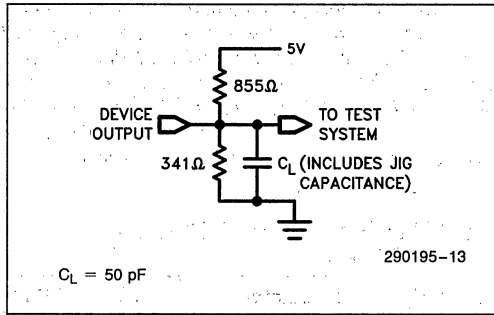 5V
855Ω
DEVICE
OUTPUT
TO TEST
SYSTEM
341Ω
CL (INCLUDES JIG
CAPACITANCE)
290195-13
CL = 50 pF